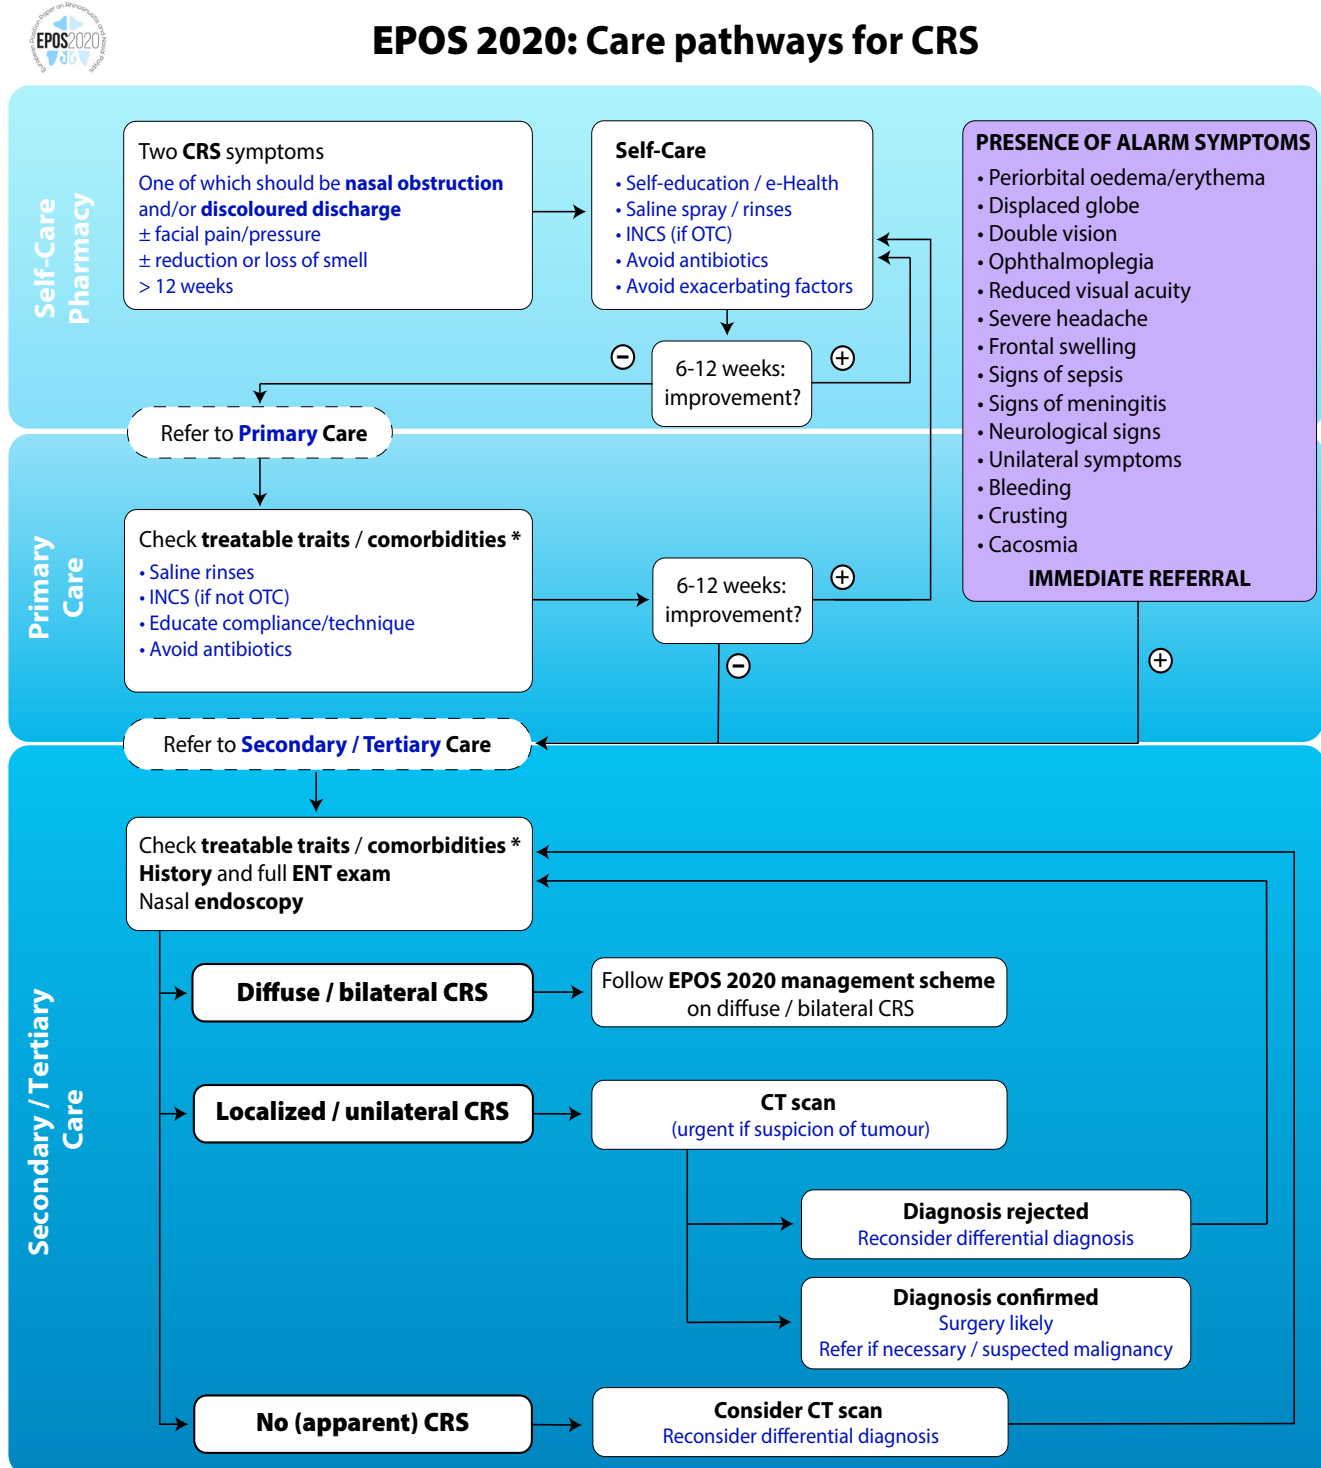 European Position Paper on Rhinosinusitis and Nasal Polyps
EPOS2020
EPOS 2020: Care pathways for CRS
Self-Care
Pharmacy
Two CRS symptoms
One of which should be nasal obstruction
and/or discoloured discharge
± facial pain/pressure
± reduction or loss of smell
> 12 weeks
Self-Care
• Self-education / e-Health
• Saline spray / rinses
• INCS (if OTC)
• Avoid antibiotics
• Avoid exacerbating factors
−
6-12 weeks:
improvement?
+
PRESENCE OF ALARM SYMPTOMS
• Periorbital oedema/erythema
• Displaced globe
• Double vision
• Ophthalmoplegia
• Reduced visual acuity
• Severe headache
• Frontal swelling
• Signs of sepsis
• Signs of meningitis
• Neurological signs
• Unilateral symptoms
• Bleeding
• Crusting
• Cacosmia
IMMEDIATE REFERRAL
+
Refer to Primary Care
Primary
Care
Check treatable traits / comorbidities *
• Saline rinses
• INCS (if not OTC)
• Educate compliance/technique
• Avoid antibiotics
6-12 weeks:
improvement?
+
−
Refer to Secondary / Tertiary Care
Secondary / Tertiary
Care
Check treatable traits / comorbidities *
History and full ENT exam
Nasal endoscopy
Diffuse / bilateral CRS
Follow EPOS 2020 management scheme
on diffuse / bilateral CRS
Localized / unilateral CRS
CT scan
(urgent if suspicion of tumour)
Diagnosis rejected
Reconsider differential diagnosis
Diagnosis confirmed
Surgery likely
Refer if necessary / suspected malignancy
No (apparent) CRS
Consider CT scan
Reconsider differential diagnosis